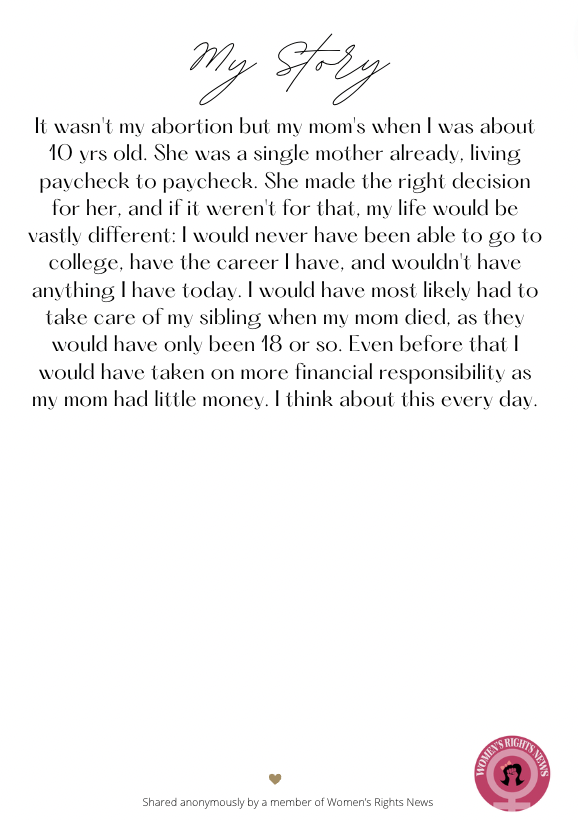 My Story
It wasn't my abortion but my mom's when I was about
10 yrs old. She was a single mother already, living
paycheck to paycheck. She made the right decision
for her, and if it weren't for that, my life would be
vastly different: I would never have been able to go to
college, have the career I have, and wouldn't have
anything I have today. I would have most likely had to
take care of my sibling when my mom died, as they
would have only been 18 or so. Even before that I
would have taken on more financial responsibility as
my mom had little money. I think about this every day.
WOMEN'S RIGHTS NEWS
Shared anonymously by a member of Women's Rights News